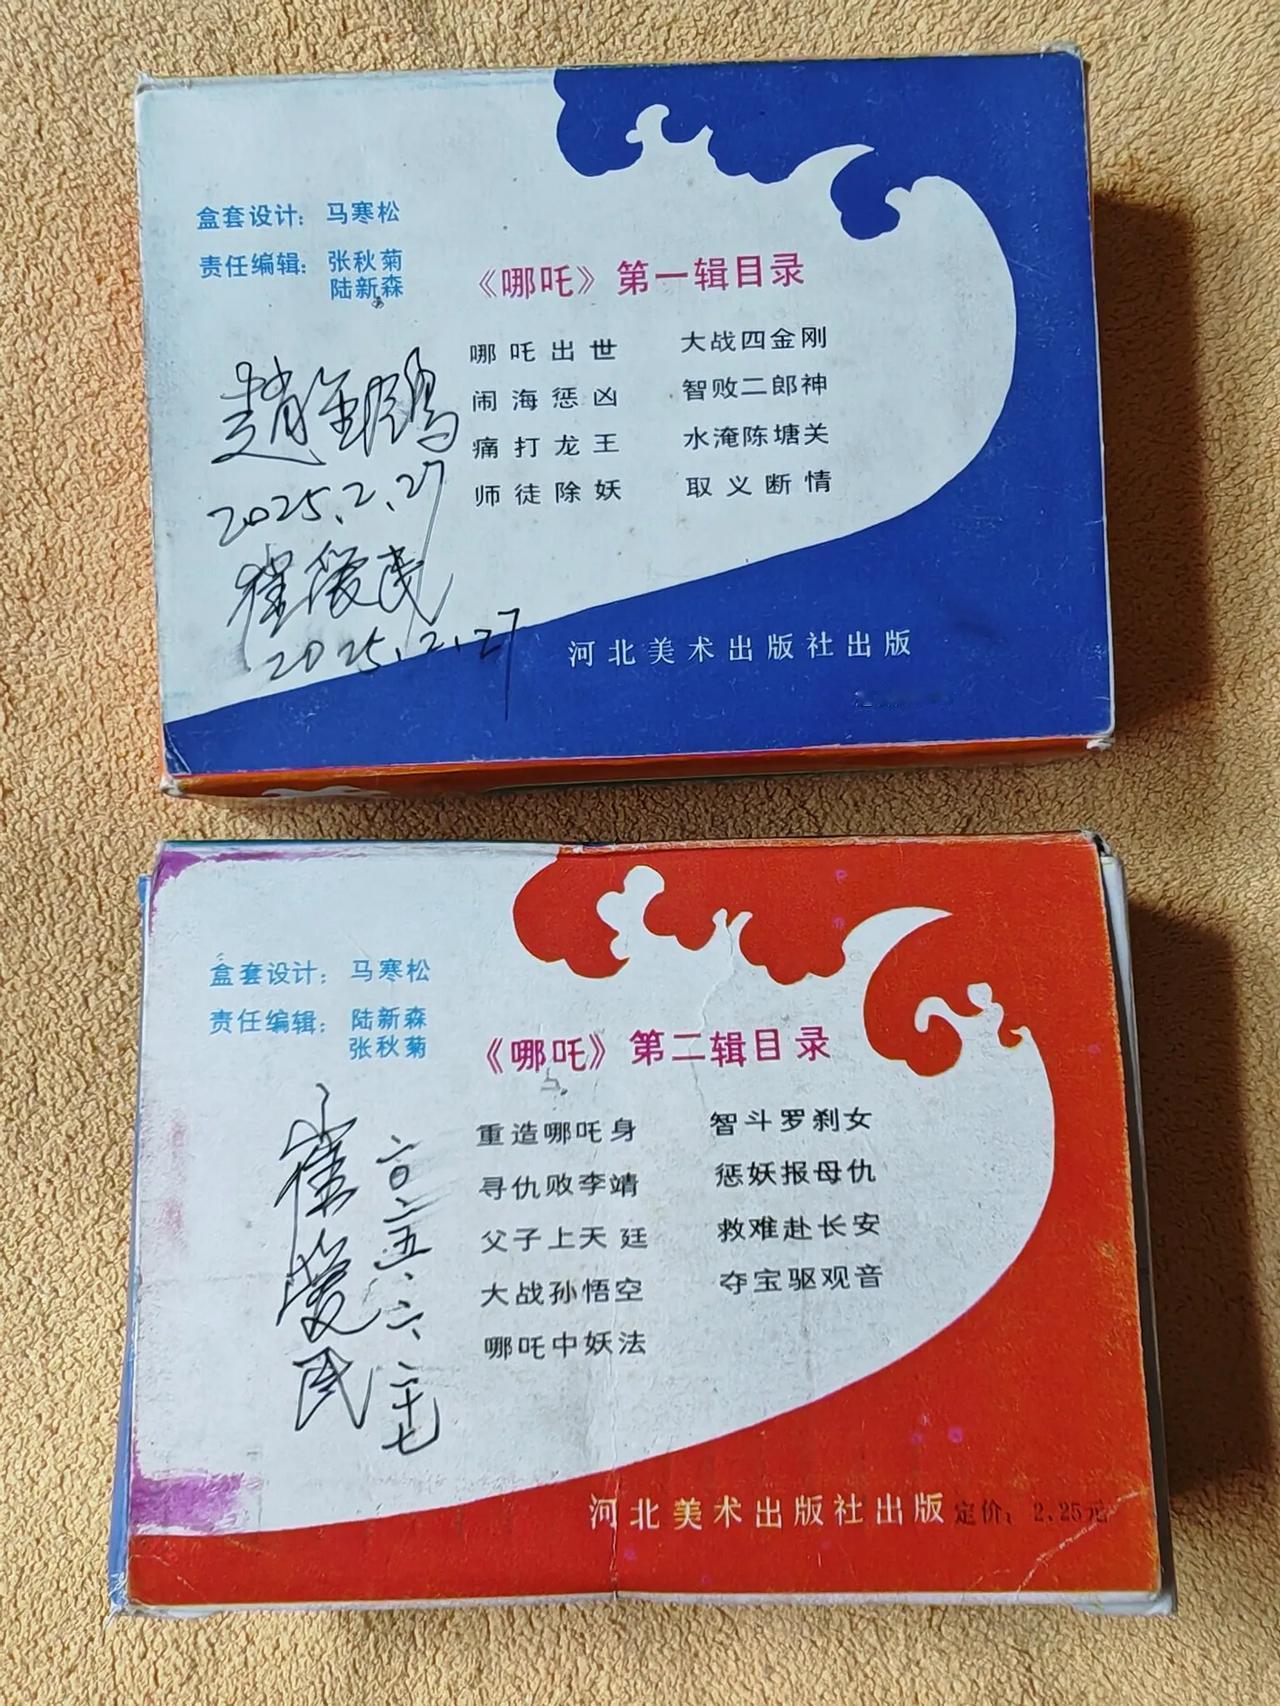 盒套设计：马寒松
责任编辑：张秋菊
陆新森
《哪吒》第一辑目录
哪吒出世 大战四金刚
闹海惩凶 智败二郎神
痛打龙王 水淹陈塘关
师徒除妖 取义断情
2025.2.27
2025.2.27
河北美术出版社出版
盒套设计：马寒松
责任编辑：陆新森
张秋菊
《哪吒》第二辑目录
重造哪吒身 智斗罗刹女
寻仇败李靖 惩妖报母仇
父子上天廷 救难赴长安
大战孙悟空 夺宝驱观音
哪吒中妖法
二〇二五.六.二十七
河北美术出版社出版 定价：2.25元